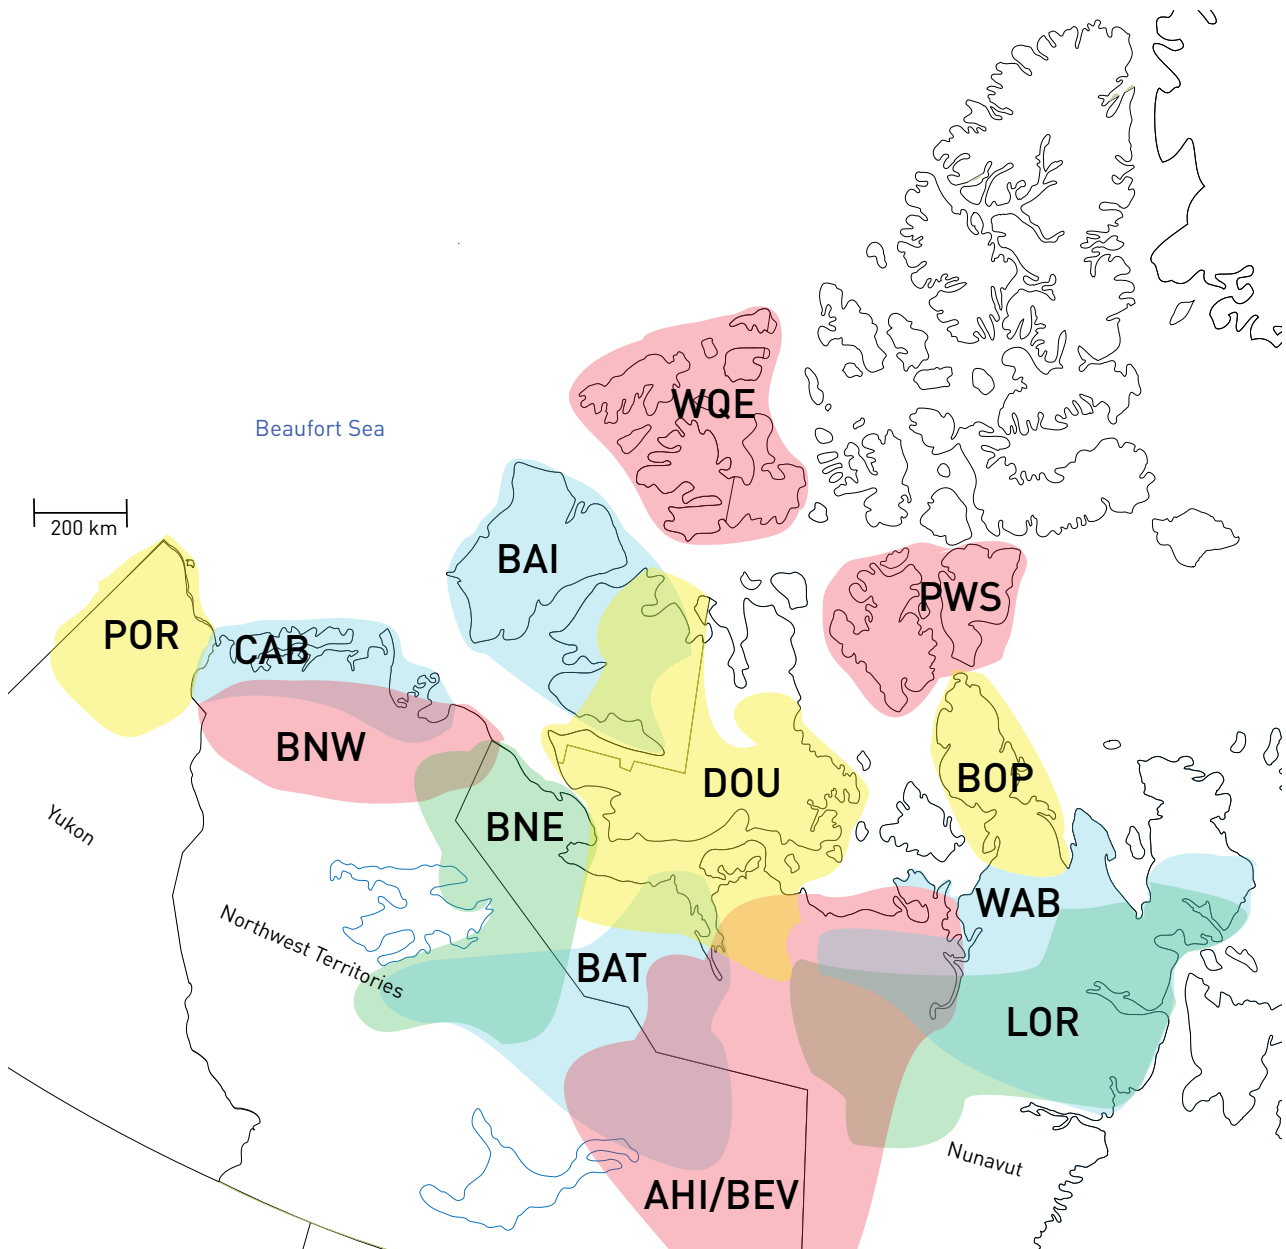 WQE
Beaufort Sea
200 km
BAI
PWS
POR
CAB
BNW
DOU
BOP
BNE
Yukon
WAB
Northwest Territories
BAT
LOR
Nunavut
AHI/BEV